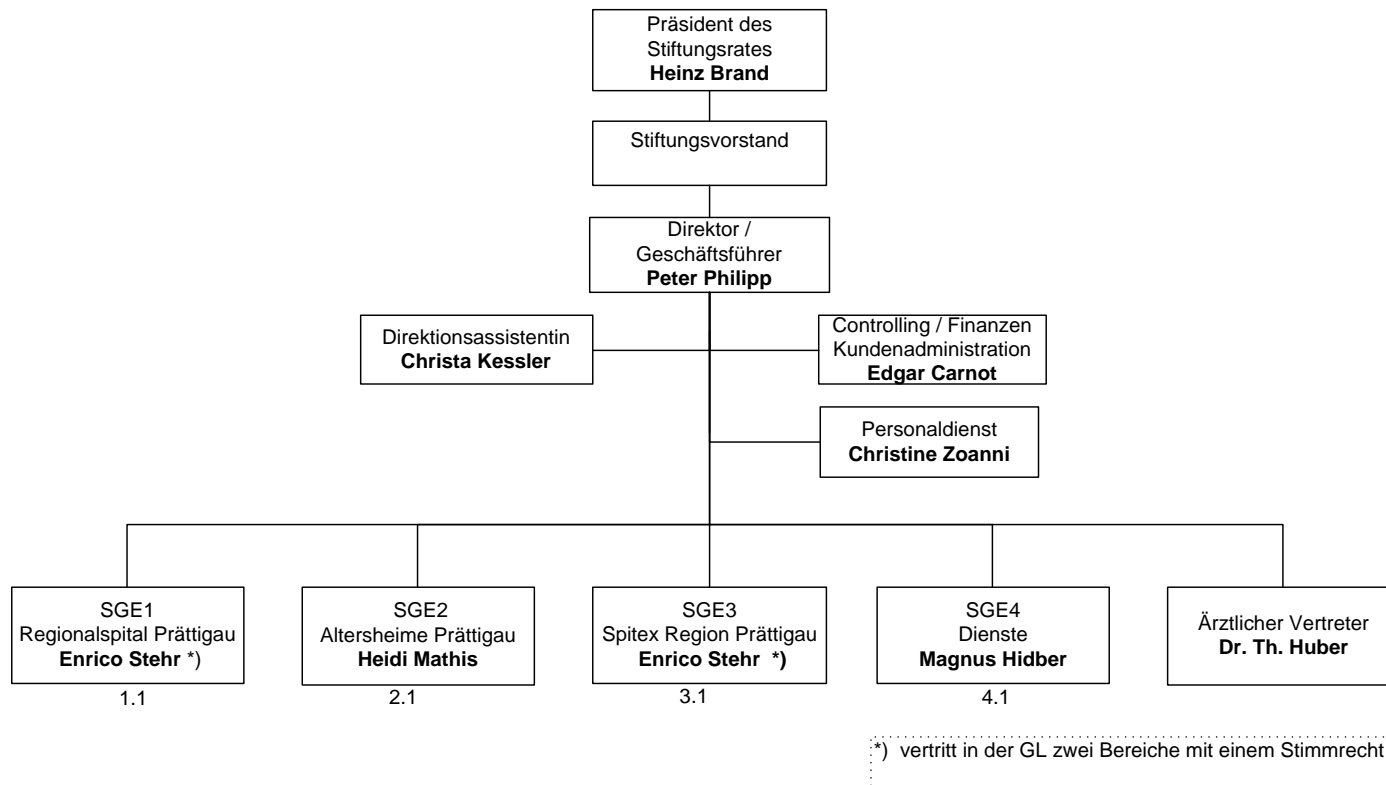 Präsident des
Stiftungsrates
Heinz Brand
Stiftungsvorstand
Direktor /
Geschäftsführer
Peter Philipp
Direktionsassistentin
Christa Kessler
Controlling / Finanzen
Kundenadministration
Edgar Carnot
Personaldienst
Christine Zoanni
SGE1
Regionalspital Prättigau
Enrico Stehr *)
1.1
SGE2
Altersheime Prättigau
Heidi Mathis
2.1
SGE3
Spitex Region Prättigau
Enrico Stehr *)
3.1
SGE4
Dienste
Magnus Hidber
4.1
Ärztlicher Vertreter
Dr. Th. Huber
*) vertritt in der GL zwei Bereiche mit einem Stimmrecht